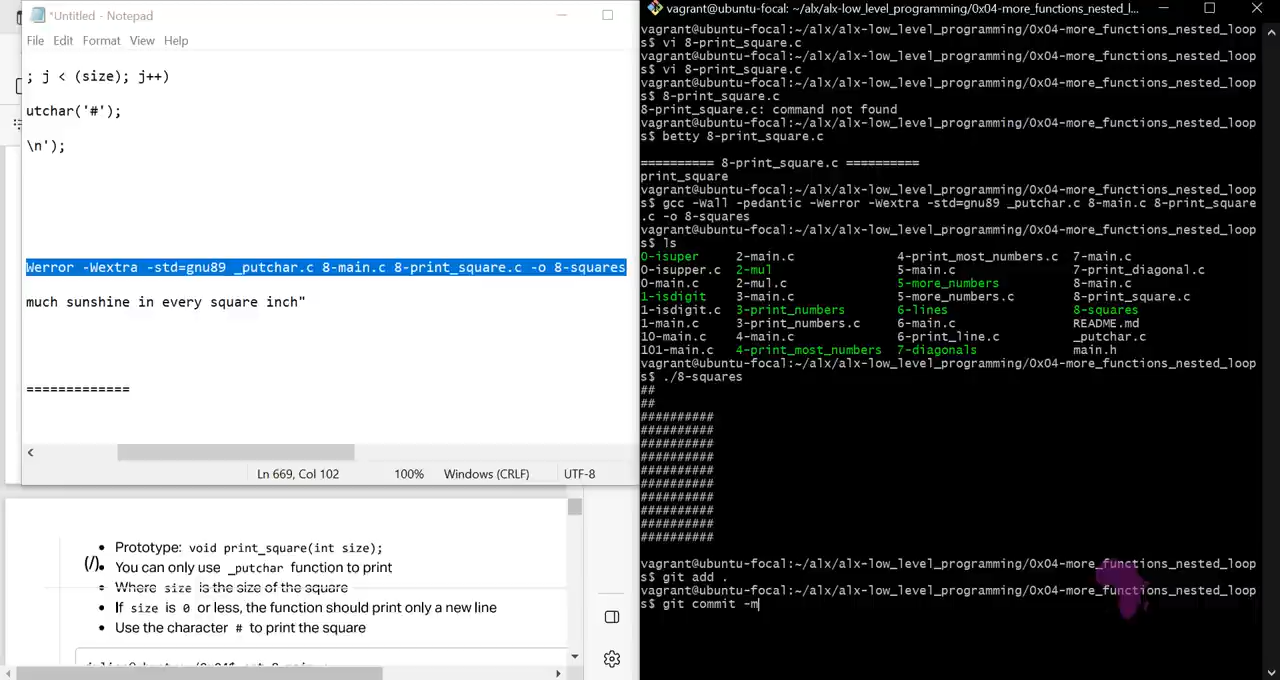 *Untitled - Notepad
File Edit Format View Help
; j < (size); j++)
utchar('#');
\n');
Werror -Wextra -std=gnu89 _putchar.c 8-main.c 8-print_square.c -o 8-squares
much sunshine in every square inch"
=============
Ln 669, Col 102 100% Windows (CRLF) UTF-8
Prototype: void print_square(int size);
(/)
You can only use _putchar function to print
Where size is the size of the square
If size is 0 or less, the function should print only a new line
Use the character # to print the square
vagrant@ubuntu-focal: ~/alx/alx-low_level_programming/0x04-more_functions_nested_l...
vagrant@ubuntu-focal:~/alx/alx-low_level_programming/0x04-more_functions_nested_loop
s$ vi 8-print_square.c
vagrant@ubuntu-focal:~/alx/alx-low_level_programming/0x04-more_functions_nested_loop
s$ vi 8-print_square.c
vagrant@ubuntu-focal:~/alx/alx-low_level_programming/0x04-more_functions_nested_loop
s$ 8-print_square.c
8-print_square.c: command not found
vagrant@ubuntu-focal:~/alx/alx-low_level_programming/0x04-more_functions_nested_loop
s$ betty 8-print_square.c
========== 8-print_square.c ==========
print_square
vagrant@ubuntu-focal:~/alx/alx-low_level_programming/0x04-more_functions_nested_loop
s$ gcc -Wall -pedantic -Werror -Wextra -std=gnu89 _putchar.c 8-main.c 8-print_square
.c -o 8-squares
vagrant@ubuntu-focal:~/alx/alx-low_level_programming/0x04-more_functions_nested_loop
s$ ls
0-isuper 2-main.c 4-print_most_numbers.c 7-main.c
0-isupper.c 2-mul 5-main.c 7-print_diagonal.c
0-main.c 2-mul.c 5-more_numbers 8-main.c
1-isdigit 3-main.c 5-more_numbers.c 8-print_square.c
1-isdigit.c 3-print_numbers 6-lines 8-squares
1-main.c 3-print_numbers.c 6-main.c README.md
10-main.c 4-main.c 6-print_line.c _putchar.c
101-main.c 4-print_most_numbers 7-diagonals main.h
vagrant@ubuntu-focal:~/alx/alx-low_level_programming/0x04-more_functions_nested_loop
s$ ./8-squares
##
##
##########
##########
##########
##########
##########
##########
##########
##########
##########
##########
vagrant@ubuntu-focal:~/alx/alx-low_level_programming/0x04-more_functions_nested_loop
s$ git add .
vagrant@ubuntu-focal:~/alx/alx-low_level_programming/0x04-more_functions_nested_loop
s$ git commit -m